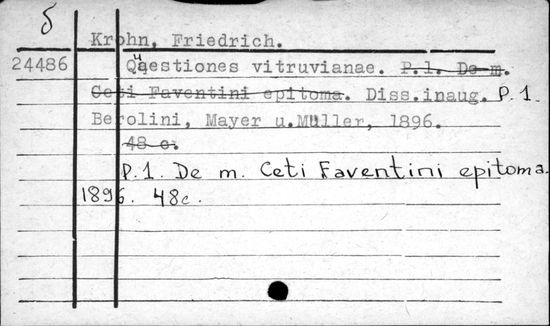 δ
Krohn, Friedrich.
24486 Quaestiones vitruvianae. P.1. De m.
Ceti Faventini epitoma. Diss.inaug. P.1.
Berolini, Mayer u.Müller, 1896.
48 c.
P.1. De m. Ceti Faventini epitoma.
1896. 48c.